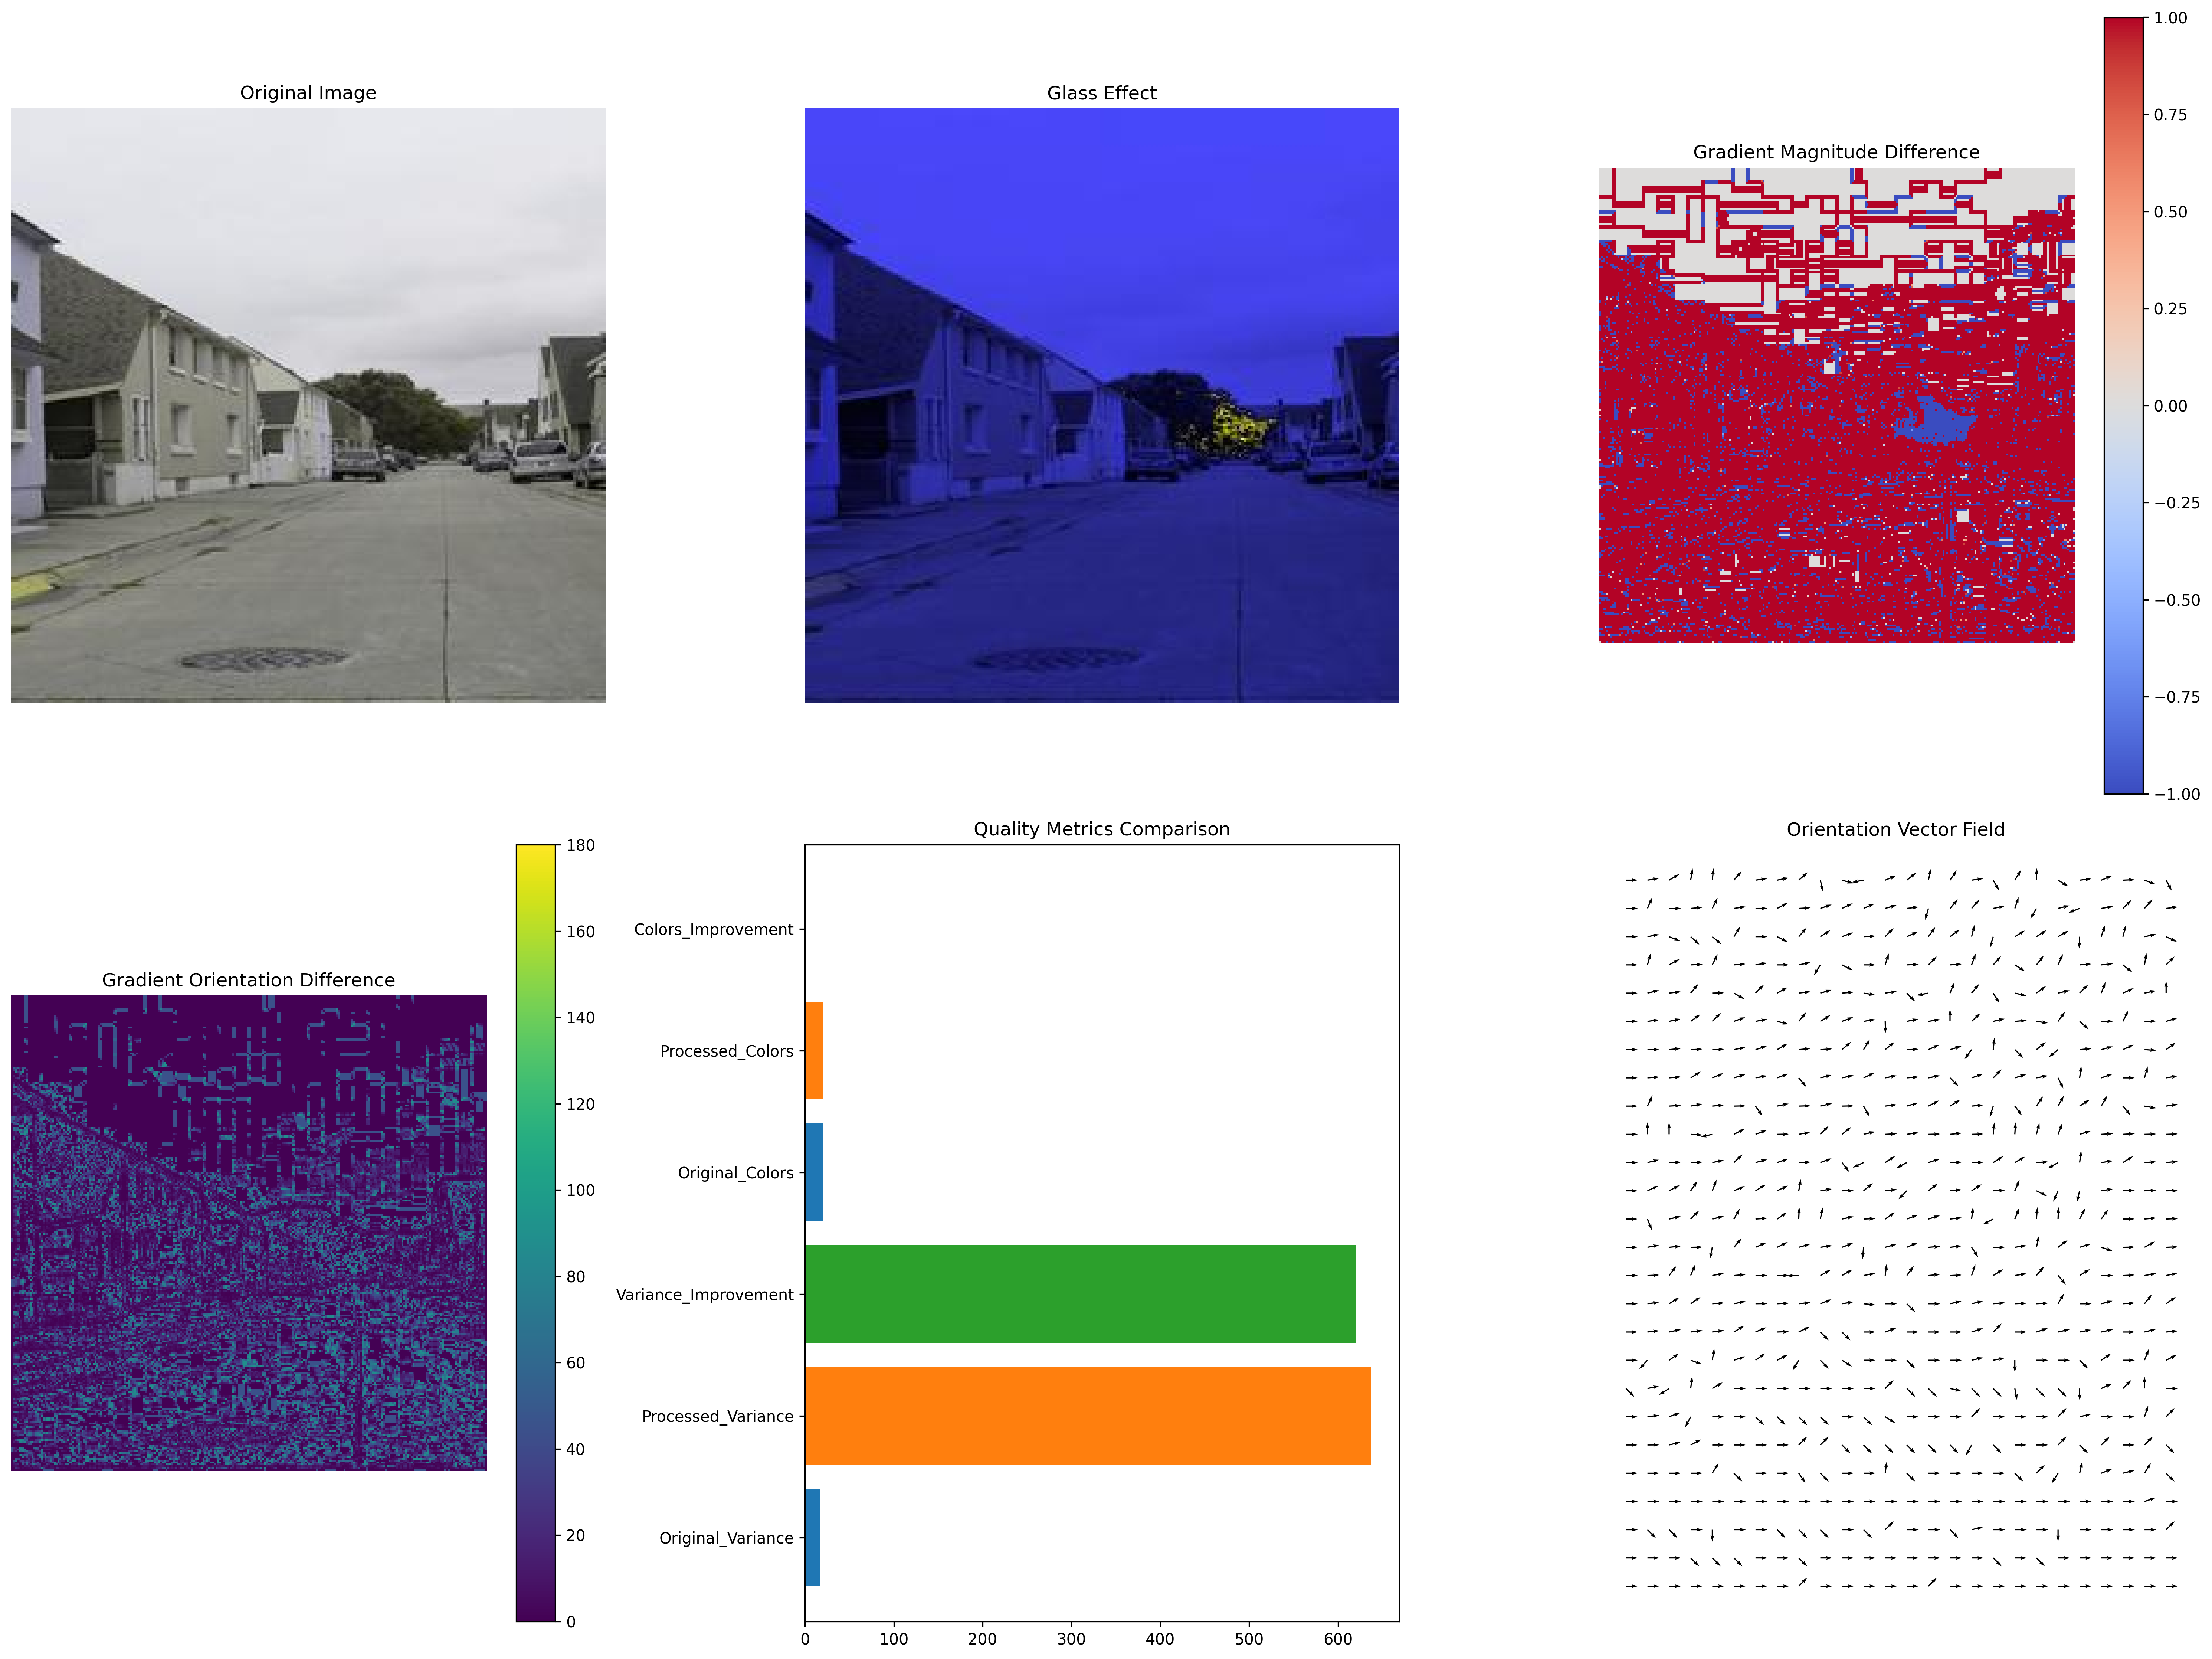 Original Image
Glass Effect
Gradient Magnitude Difference
1.00
0.75
0.50
0.25
0.00
−0.25
−0.50
−0.75
−1.00
Gradient Orientation Difference
180
160
140
120
100
80
60
40
20
0
Quality Metrics Comparison
Colors_Improvement
Processed_Colors
Original_Colors
Variance_Improvement
Processed_Variance
Original_Variance
0 100 200 300 400 500 600
Orientation Vector Field